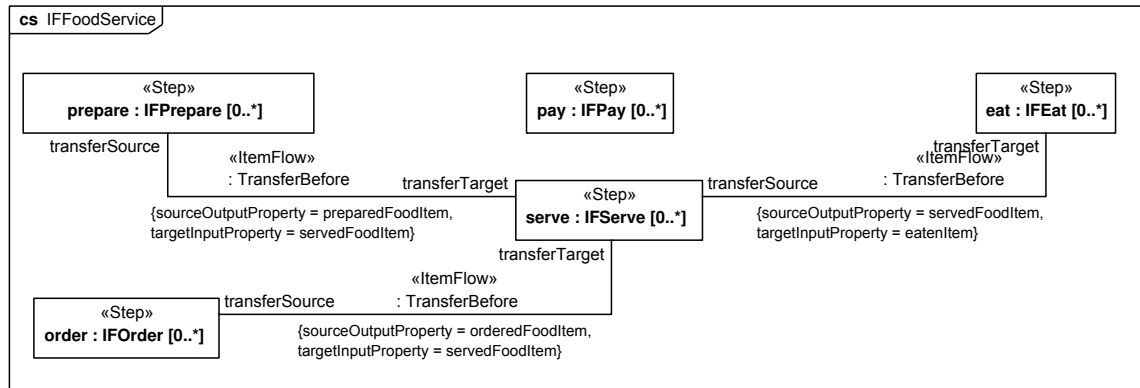 cs IFFoodService
«Step»
prepare : IFPrepare [0..*]
«Step»
pay : IFPay [0..*]
«Step»
eat : IFEat [0..*]
transferSource
transferTarget
«ItemFlow»
: TransferBefore
transferTarget
«Step»
serve : IFServe [0..*]
transferSource
«ItemFlow»
: TransferBefore
{sourceOutputProperty = preparedFoodItem,
targetInputProperty = servedFoodItem}
{sourceOutputProperty = servedFoodItem,
targetInputProperty = eatenItem}
transferTarget
«Step»
order : IFOrder [0..*]
transferSource
«ItemFlow»
: TransferBefore
{sourceOutputProperty = orderedFoodItem,
targetInputProperty = servedFoodItem}